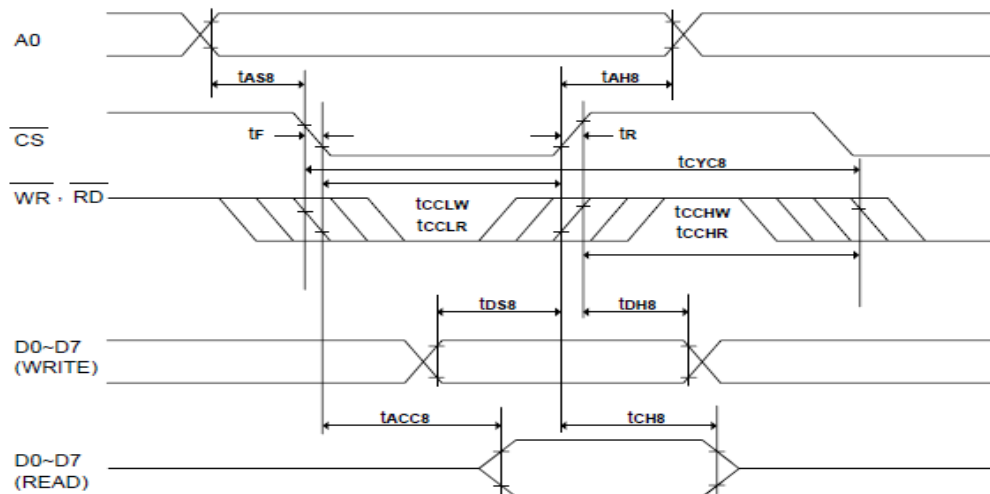 A0
tAS8
tAH8
CS
tF
tR
tCYC8
WR , RD
tCCLW
tCCLR
tCCHW
tCCHR
tDS8
tDH8
D0~D7
(WRITE)
tACC8
tCH8
D0~D7
(READ)